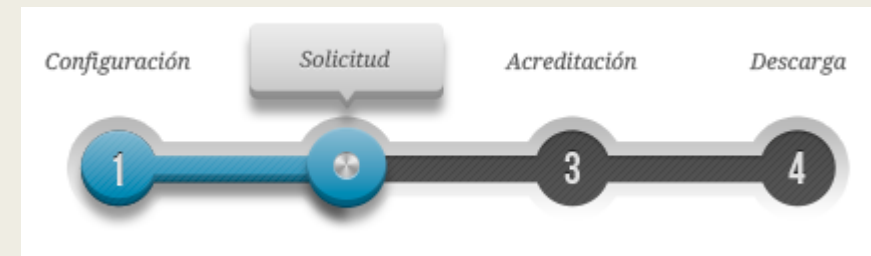 Configuración
Solicitud
Acreditación
Descarga
1
3
4